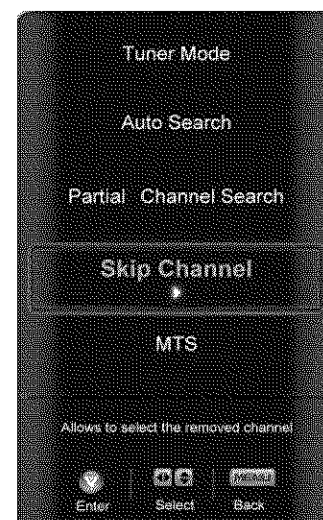 Tuner Mode
Auto Search
Partial Channel Search
Skip Channel
MTS
Allows to select the removed channel
MENU
Enter Select Back